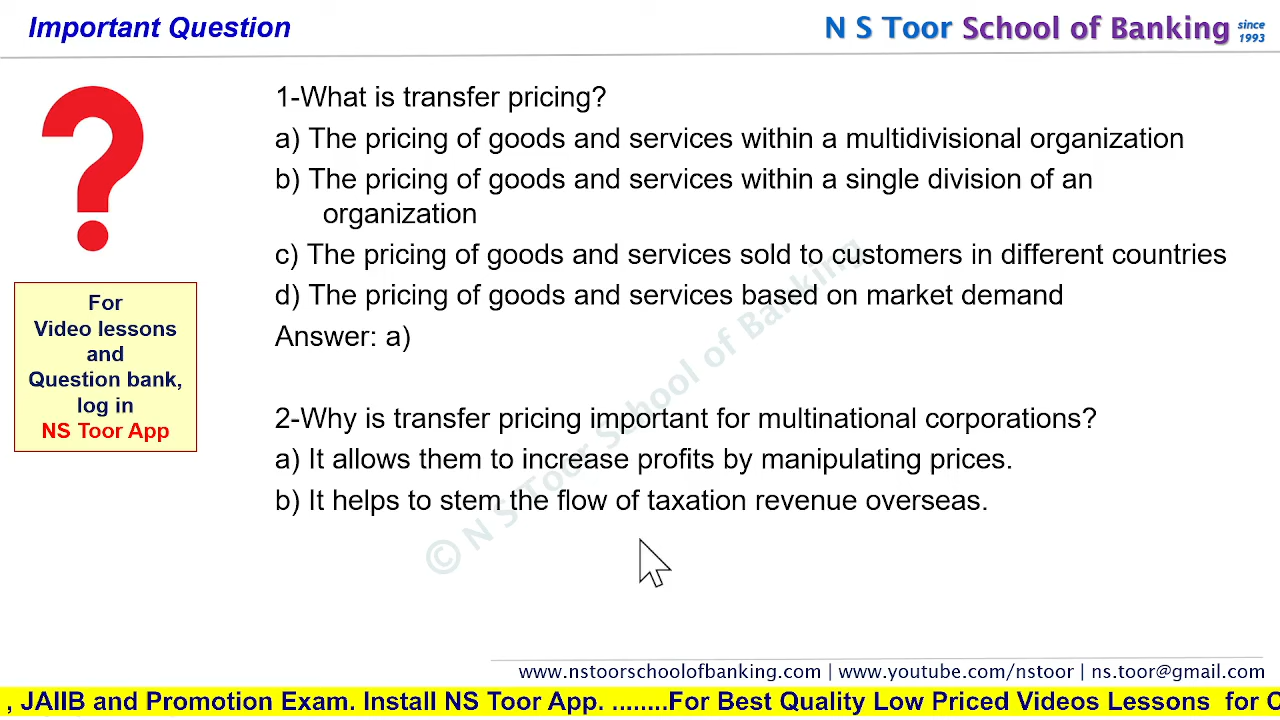 Important Question
N S Toor School of Banking since 1993
1-What is transfer pricing?
a) The pricing of goods and services within a multidivisional organization
b) The pricing of goods and services within a single division of an
organization
c) The pricing of goods and services sold to customers in different countries
d) The pricing of goods and services based on market demand
Answer: a)
For
Video lessons
and
Question bank,
log in
NS Toor App
2-Why is transfer pricing important for multinational corporations?
a) It allows them to increase profits by manipulating prices.
b) It helps to stem the flow of taxation revenue overseas.
© N S Toor School of Banking
www.nstoorschoolofbanking.com | www.youtube.com/nstoor | ns.toor@gmail.com
, JAIIB and Promotion Exam. Install NS Toor App. ........For Best Quality Low Priced Videos Lessons for C